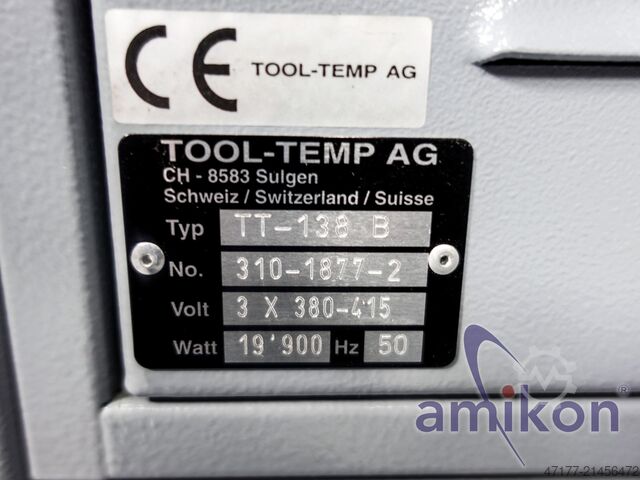 CE TOOL-TEMP AG
TOOL-TEMP AG
CH - 8583 Sulgen
Schweiz / Switzerland / Suisse
Typ TT-138 B
No. 310-1877-2
Volt 3 X 380-415
Watt 19'900 Hz 50
amikon
47177-21456472